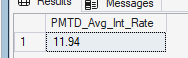 Results Messages
PMTD_Avg_Int_Rate
1 11.94